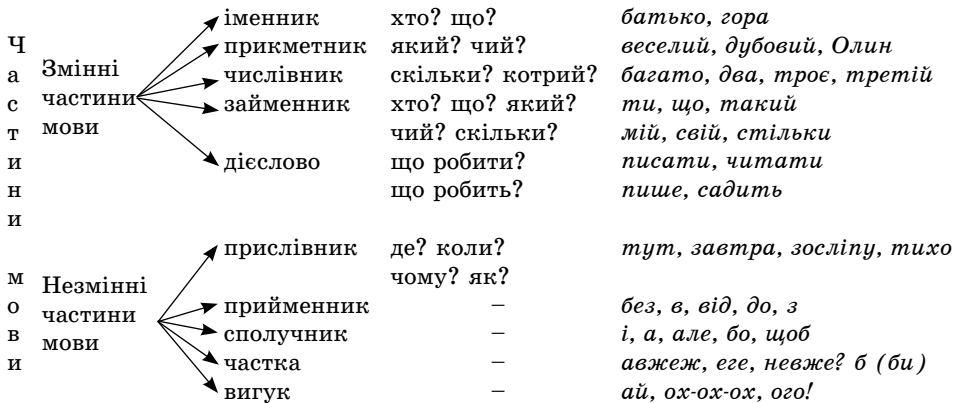 Частини мови
Змінні частини мови
іменник хто? що? батько, гора
прикметник який? чий? веселий, дубовий, Олин
числівник скільки? котрий? багато, два, троє, третій
займенник хто? що? який? ти, що, такий
чий? скільки? мій, свій, стільки
дієслово що робити? писати, читати
що робить? пише, садить
Незмінні частини мови
прислівник де? коли? тут, завтра, зосліпу, тихо
чому? як?
прийменник – без, в, від, до, з
сполучник – і, а, але, бо, щоб
частка – авжеж, еге, невже? б (би)
вигук – ай, ох-ох-ох, ого!